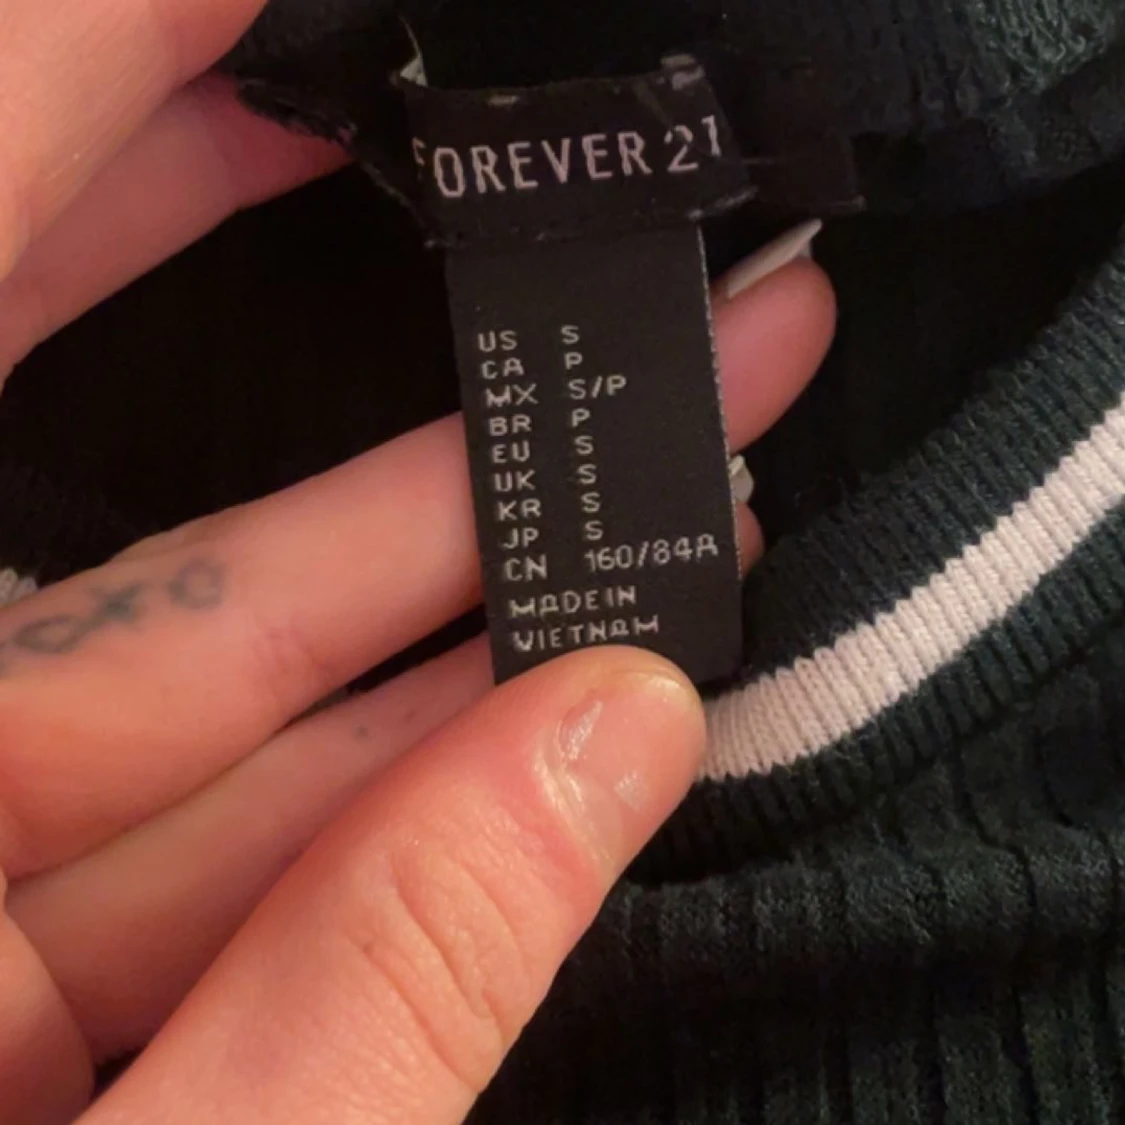 FOREVER 21
US S
CA P
MX S/P
BR P
EU S
UK S
KR S
JP S
CN 160/84A
MADE IN
VIETNAM